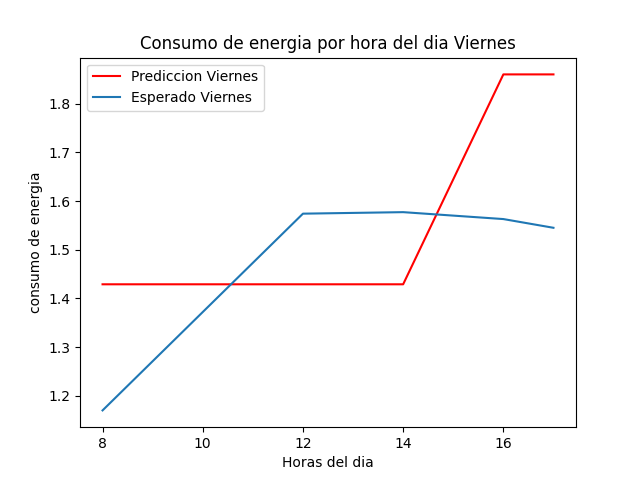 Consumo de energia por hora del dia Viernes
Prediccion Viernes
Esperado Viernes
consumo de energia
1.8
1.7
1.6
1.5
1.4
1.3
1.2
8 10 12 14 16
Horas del dia